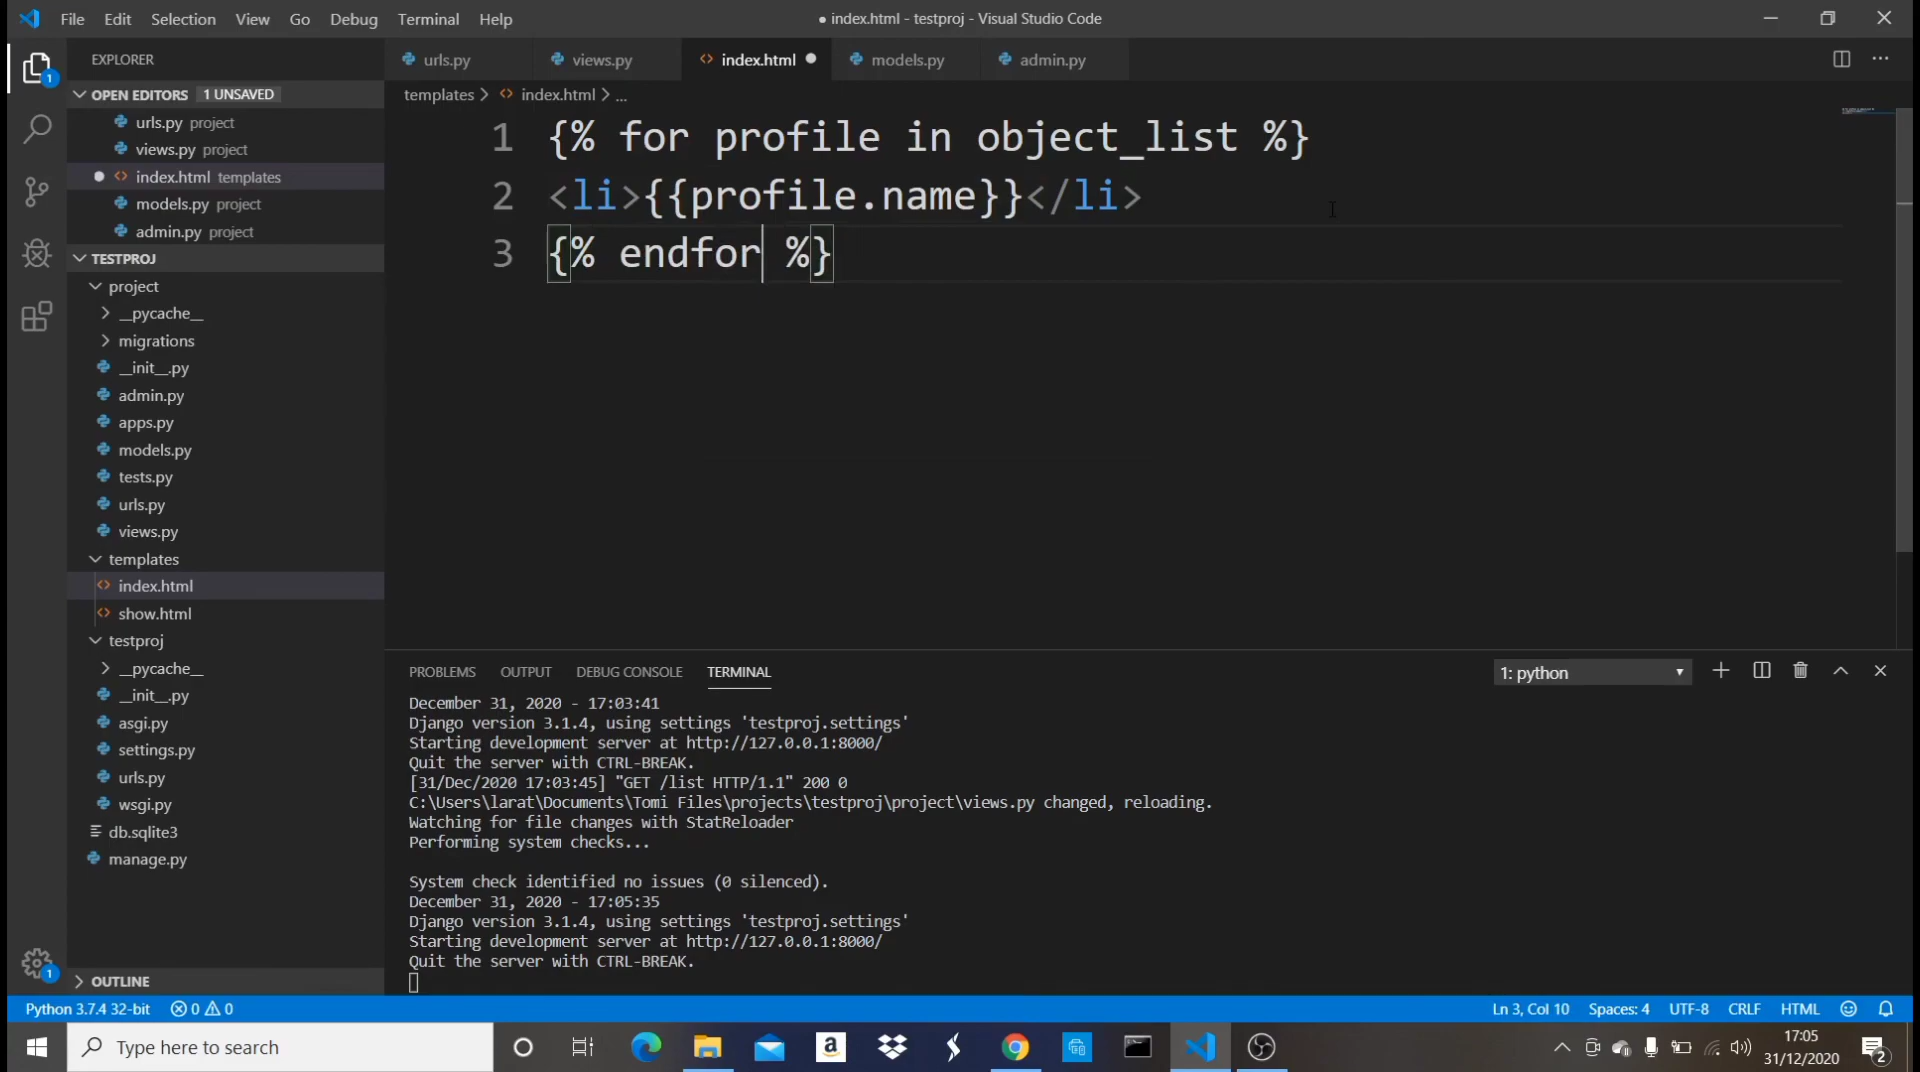 File Edit Selection View Go Debug Terminal Help
● index.html - testproj - Visual Studio Code
EXPLORER
OPEN EDITORS 1 UNSAVED
urls.py project
views.py project
index.html templates
models.py project
admin.py project
TESTPROJ
project
__pycache__
migrations
__init__.py
admin.py
apps.py
models.py
tests.py
urls.py
views.py
templates
index.html
show.html
testproj
__pycache__
__init__.py
asgi.py
settings.py
urls.py
wsgi.py
db.sqlite3
manage.py
OUTLINE
1
1
urls.py views.py index.html models.py admin.py
templates > index.html > ...
1 {% for profile in object_list %}
2 <li>{{profile.name}}</li>
3 {% endfor %}
PROBLEMS OUTPUT DEBUG CONSOLE TERMINAL 1: python
December 31, 2020 - 17:03:41
Django version 3.1.4, using settings 'testproj.settings'
Starting development server at http://127.0.0.1:8000/
Quit the server with CTRL-BREAK.
[31/Dec/2020 17:03:45] "GET /list HTTP/1.1" 200 0
C:\Users\larat\Documents\Tomi Files\projects\testproj\project\views.py changed, reloading.
Watching for file changes with StatReloader
Performing system checks...
System check identified no issues (0 silenced).
December 31, 2020 - 17:05:35
Django version 3.1.4, using settings 'testproj.settings'
Starting development server at http://127.0.0.1:8000/
Quit the server with CTRL-BREAK.
Python 3.7.4 32-bit 0 0 Ln 3, Col 10 Spaces: 4 UTF-8 CRLF HTML
Type here to search
a
17:05
31/12/2020
2